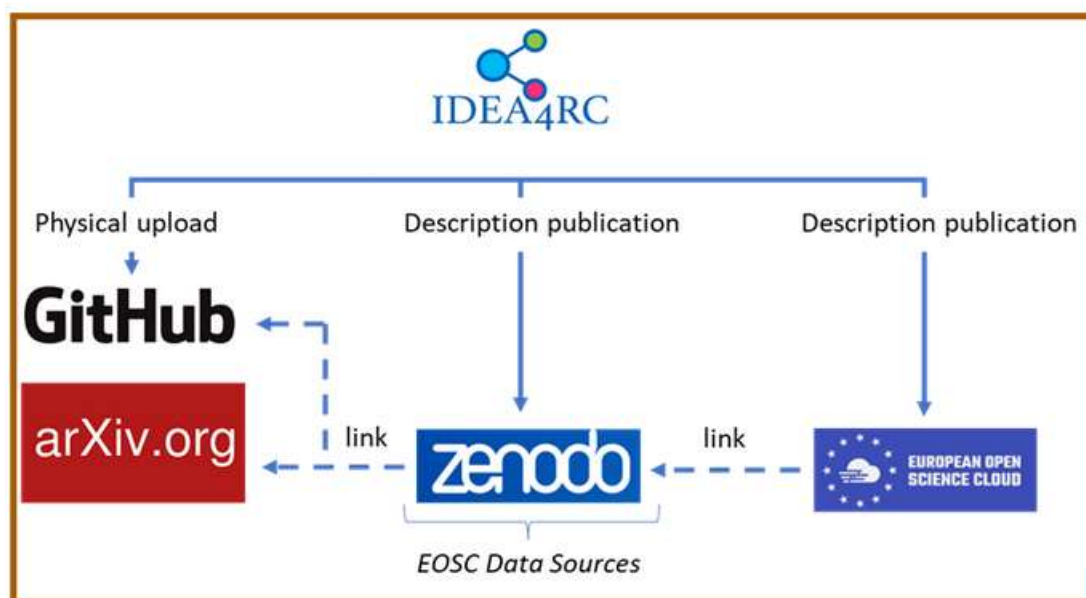 IDEA4RC
Physical upload
Description publication
Description publication
GitHub
arXiv.org
link
zenodo
link
EUROPEAN OPEN
SCIENCE CLOUD
EOSC Data Sources